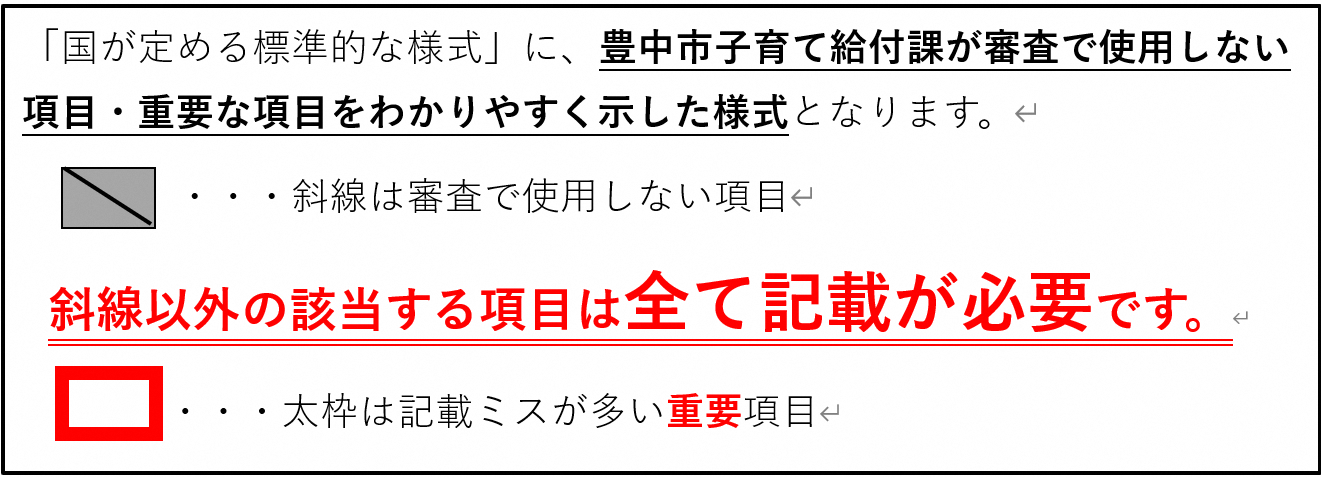 「国が定める標準的な様式」に、豊中市子育て給付課が審査で使用しない
項目・重要な項目をわかりやすく示した様式となります。↵
・・・斜線は審査で使用しない項目↵
斜線以外の該当する項目は全て記載が必要です。↵
・・・太枠は記載ミスが多い重要項目↵